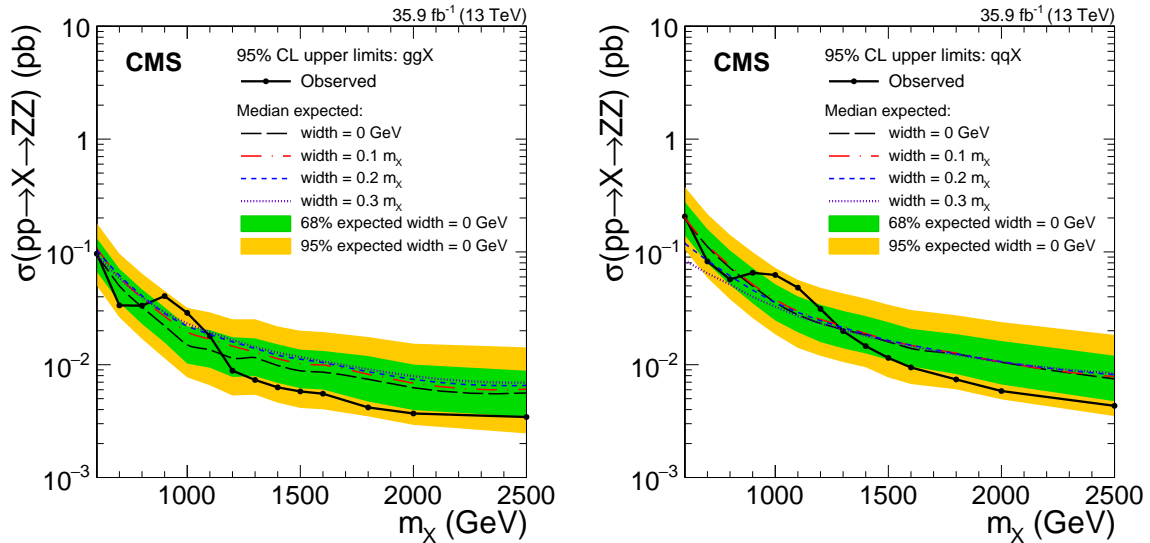 35.9 fb⁻¹ (13 TeV)
CMS
95% CL upper limits: ggX
Observed
Median expected:
width = 0 GeV
width = 0.1 mX
width = 0.2 mX
width = 0.3 mX
68% expected width = 0 GeV
95% expected width = 0 GeV
σ(pp→X→ZZ) (pb)
10
1
10⁻¹
10⁻²
10⁻³
1000 1500 2000 2500
mX (GeV)
35.9 fb⁻¹ (13 TeV)
CMS
95% CL upper limits: qqX
Observed
Median expected:
width = 0 GeV
width = 0.1 mX
width = 0.2 mX
width = 0.3 mX
68% expected width = 0 GeV
95% expected width = 0 GeV
σ(pp→X→ZZ) (pb)
10
1
10⁻¹
10⁻²
10⁻³
1000 1500 2000 2500
mX (GeV)